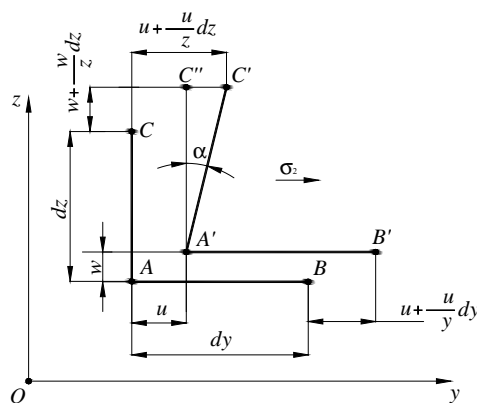 u+u/z dz
w+w/z dz
C''
C'
z
C
α
σ₂
dz
A'
B'
w
A
B
u
u+u/y dy
dy
O
y